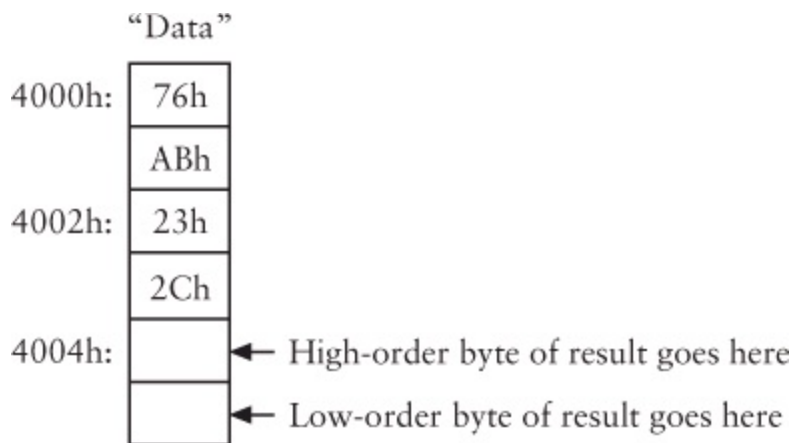 “Data”
4000h: 76h
ABh
4002h: 23h
2Ch
4004h: High-order byte of result goes here
Low-order byte of result goes here